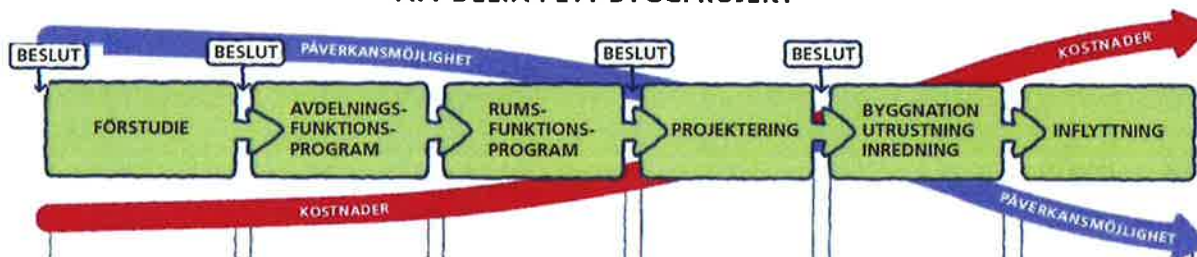 BESLUT
BESLUT
PÅVERKANSMÖJLIGHET
BESLUT
BESLUT
KOSTNADER
FÖRSTUDIE
AVDELNINGS-
FUNKTIONS-
PROGRAM
RUMS-
FUNKTIONS-
PROGRAM
PROJEKTERING
BYGGNATION
UTRUSTNING
INREDNING
INFLYTTNING
KOSTNADER
PÅVERKANSMÖJLIGHET